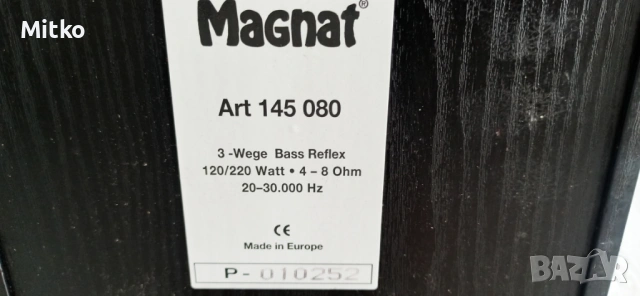 Mitko
Magnat®
Art 145 080
3 -Wege Bass Reflex
120/220 Watt • 4 – 8 Ohm
20–30.000 Hz
CE
Made in Europe
P-010252
BAZAR